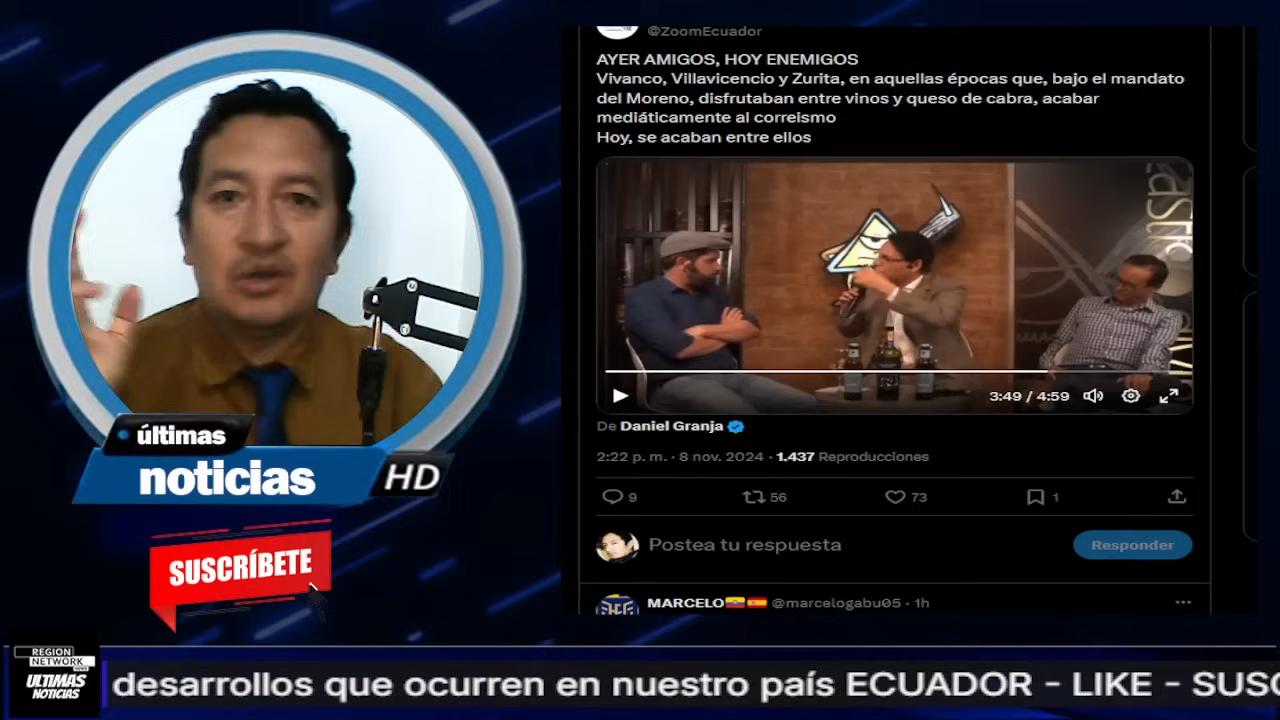 @ZoomEcuador
AYER AMIGOS, HOY ENEMIGOS
Vivanco, Villavicencio y Zurita, en aquellas épocas que, bajo el mandato
del Moreno, disfrutaban entre vinos y queso de cabra, acabar
mediáticamente al correismo
Hoy, se acaban entre ellos
3:49 / 4:59
De Daniel Granja
2:22 p. m. · 8 nov. 2024 · 1.437 Reproducciones
9 56 73 1
Postea tu respuesta
Responder
MARCELO @marcelogabu05 · 1h
últimas
noticias HD
SUSCRÍBETE
REGION
NETWORK
NEWS
ULTIMAS
NOTICIAS
desarrollos que ocurren en nuestro país ECUADOR - LIKE - SUSC